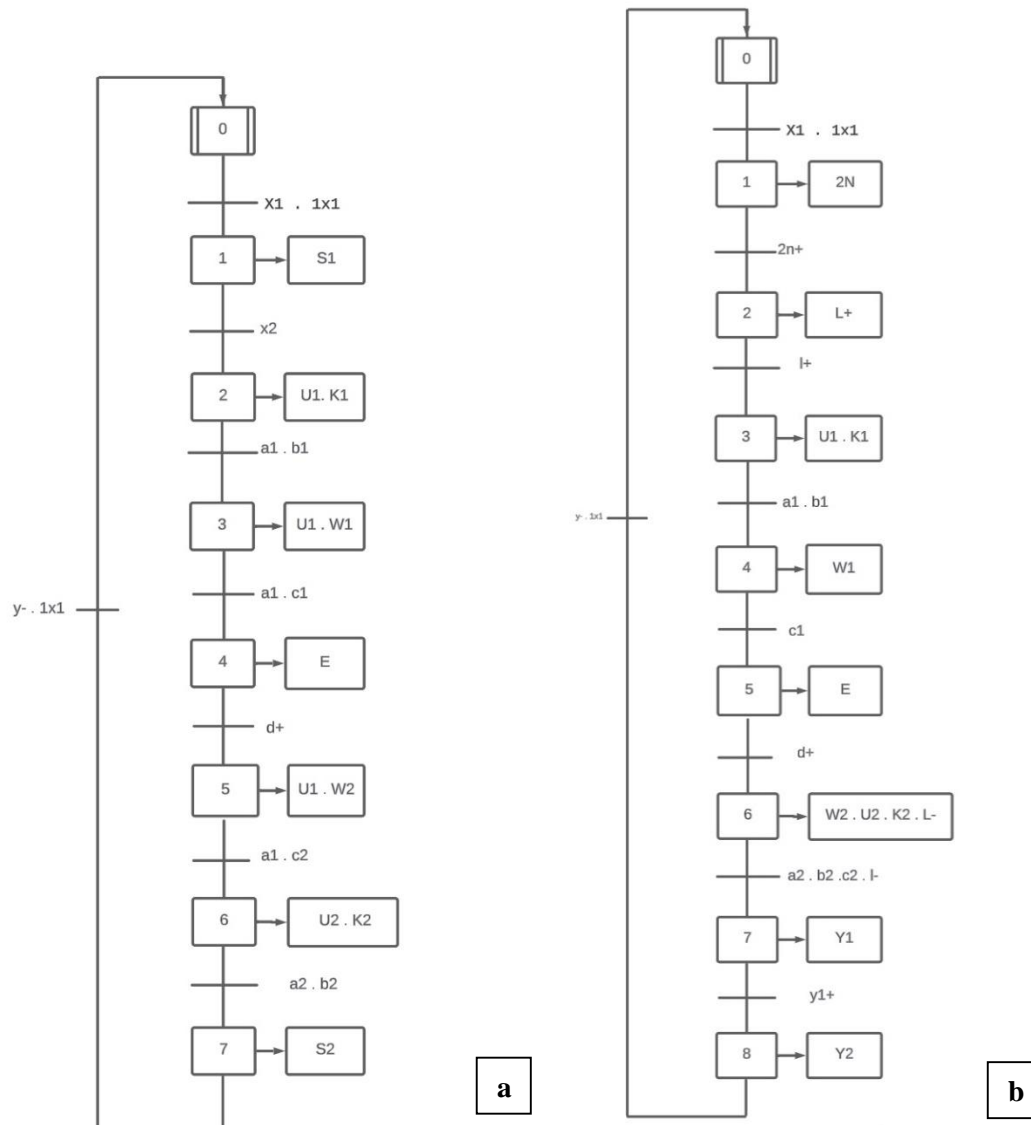 0
X1 . 1x1
1
S1
x2
2
U1. K1
a1 . b1
3
U1 . W1
a1 . c1
y- . 1x1
4
E
d+
5
U1 . W2
a1 . c2
6
U2 . K2
a2 . b2
7
S2
a
0
X1 . 1x1
1
2N
2n+
2
L+
l+
3
U1 . K1
a1 . b1
y- . 1x1
4
W1
c1
5
E
d+
6
W2 . U2 . K2 . L-
a2 . b2 .c2 . l-
7
Y1
y1+
8
Y2
b